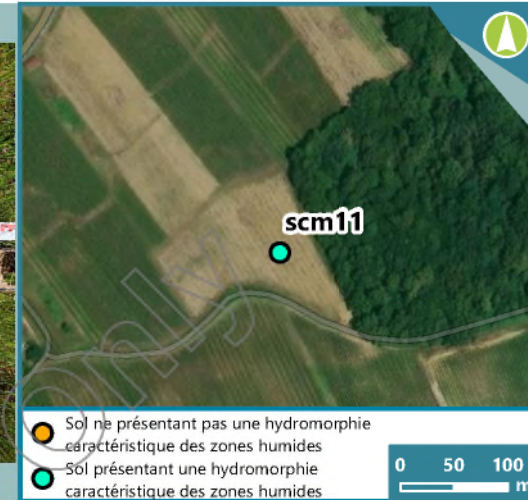 scm11
only
Sol ne présentant pas une hydromorphie
caractéristique des zones humides
Sol présentant une hydromorphie
caractéristique des zones humides
0 50 100
m